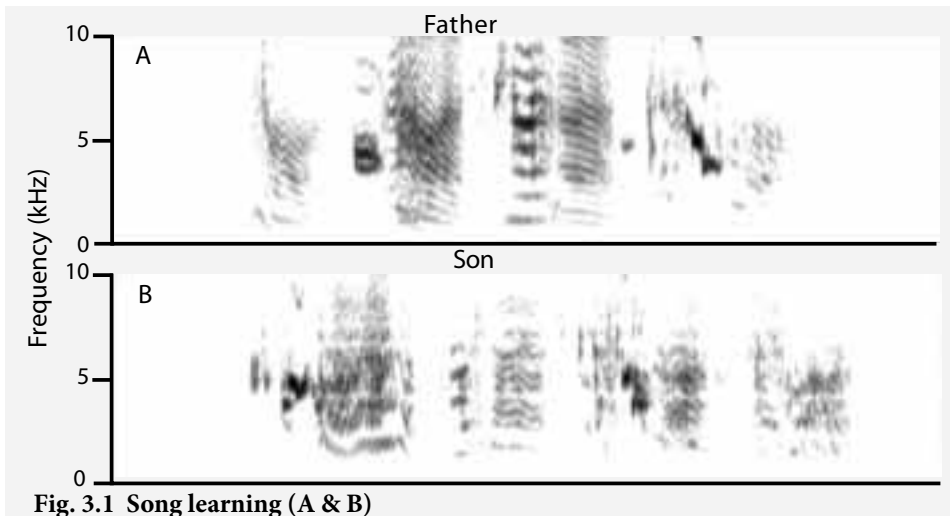 Father
10
A
5
0
Frequency (kHz)
Son
10
B
5
0
Fig. 3.1 Song learning (A & B)